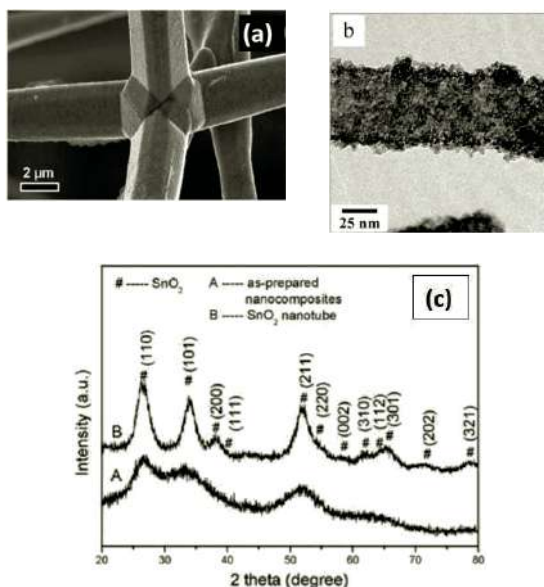 (a)
2 μm
b
25 nm
(c)
# ----- SnO₂
A ----- as-prepared
nanocomposites
B ----- SnO₂ nanotube
# (110)
# (101)
# (200)
# (111)
# (211)
# (220)
# (002)
# (310)
# (112)
# (301)
# (202)
# (321)
B
A
Intensity (a.u.)
20 30 40 50 60 70 80
2 theta (degree)